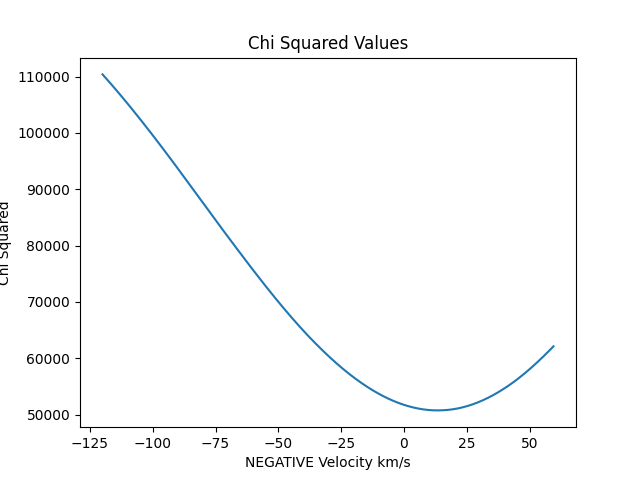 Chi Squared Values
110000
100000
90000
80000
70000
60000
50000
Chi Squared
−125 −100 −75 −50 −25 0 25 50
NEGATIVE Velocity km/s